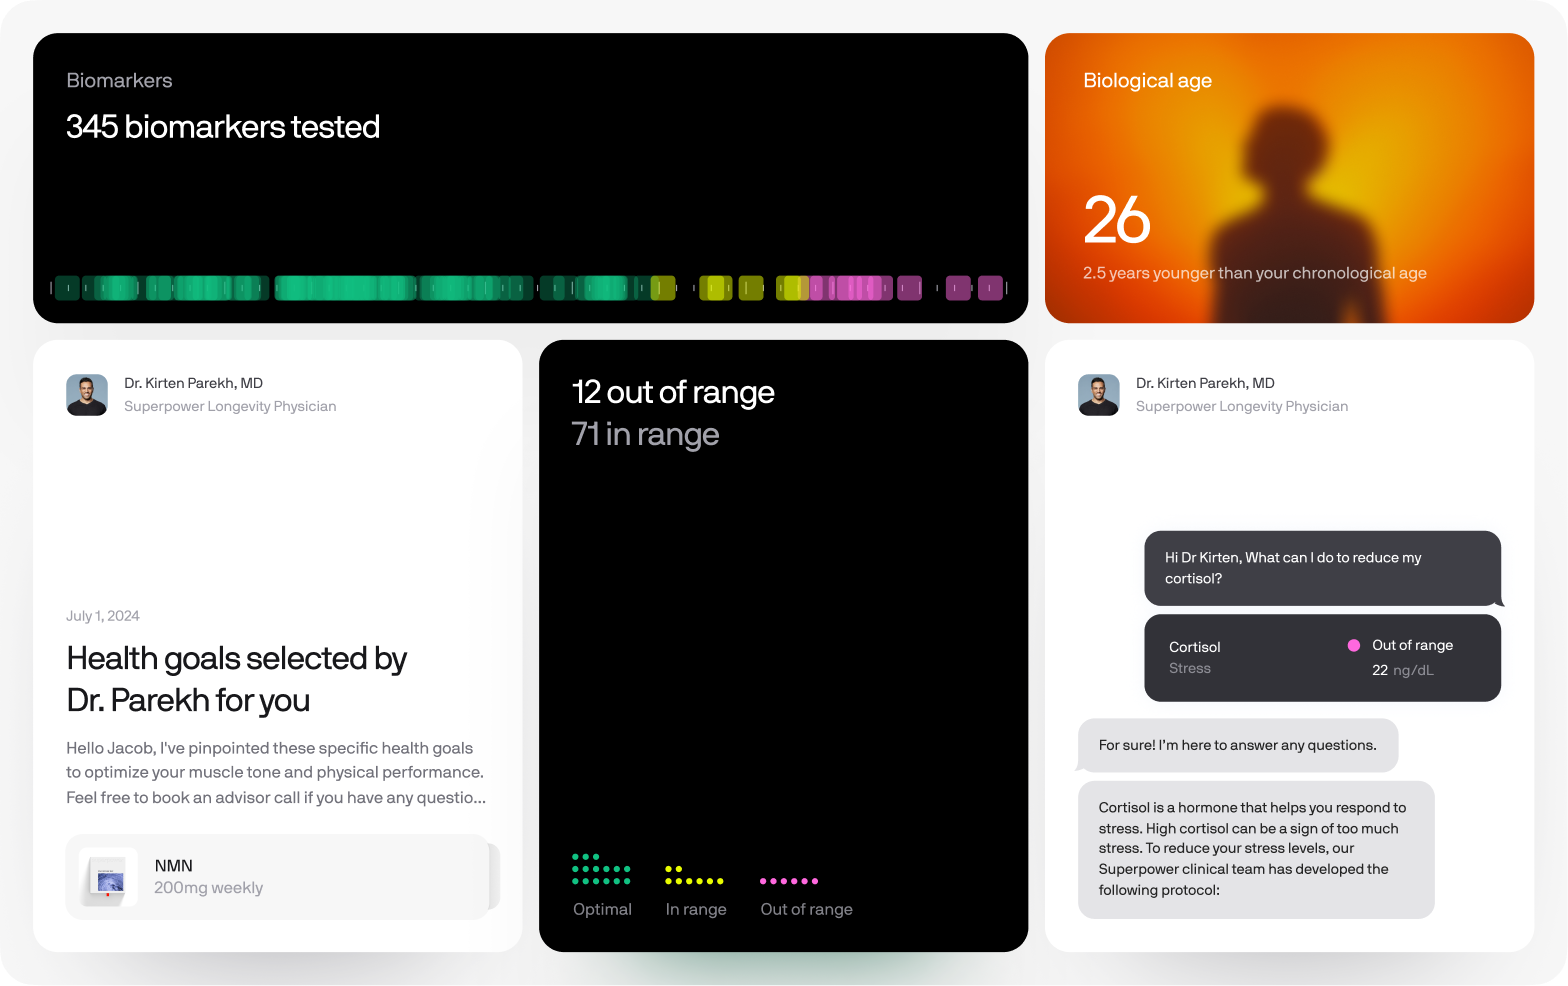 Biomarkers
345 biomarkers tested
Biological age
26
2.5 years younger than your chronological age
Dr. Kirten Parekh, MD
Superpower Longevity Physician
July 1, 2024
Health goals selected by
Dr. Parekh for you
Hello Jacob, I've pinpointed these specific health goals
to optimize your muscle tone and physical performance.
Feel free to book an advisor call if you have any questio...
NMN
200mg weekly
12 out of range
71 in range
Optimal
In range
Out of range
Dr. Kirten Parekh, MD
Superpower Longevity Physician
Hi Dr Kirten, What can I do to reduce my
cortisol?
Cortisol
Stress
Out of range
22 ng/dL
For sure! I'm here to answer any questions.
Cortisol is a hormone that helps you respond to
stress. High cortisol can be a sign of too much
stress. To reduce your stress levels, our
Superpower clinical team has developed the
following protocol: